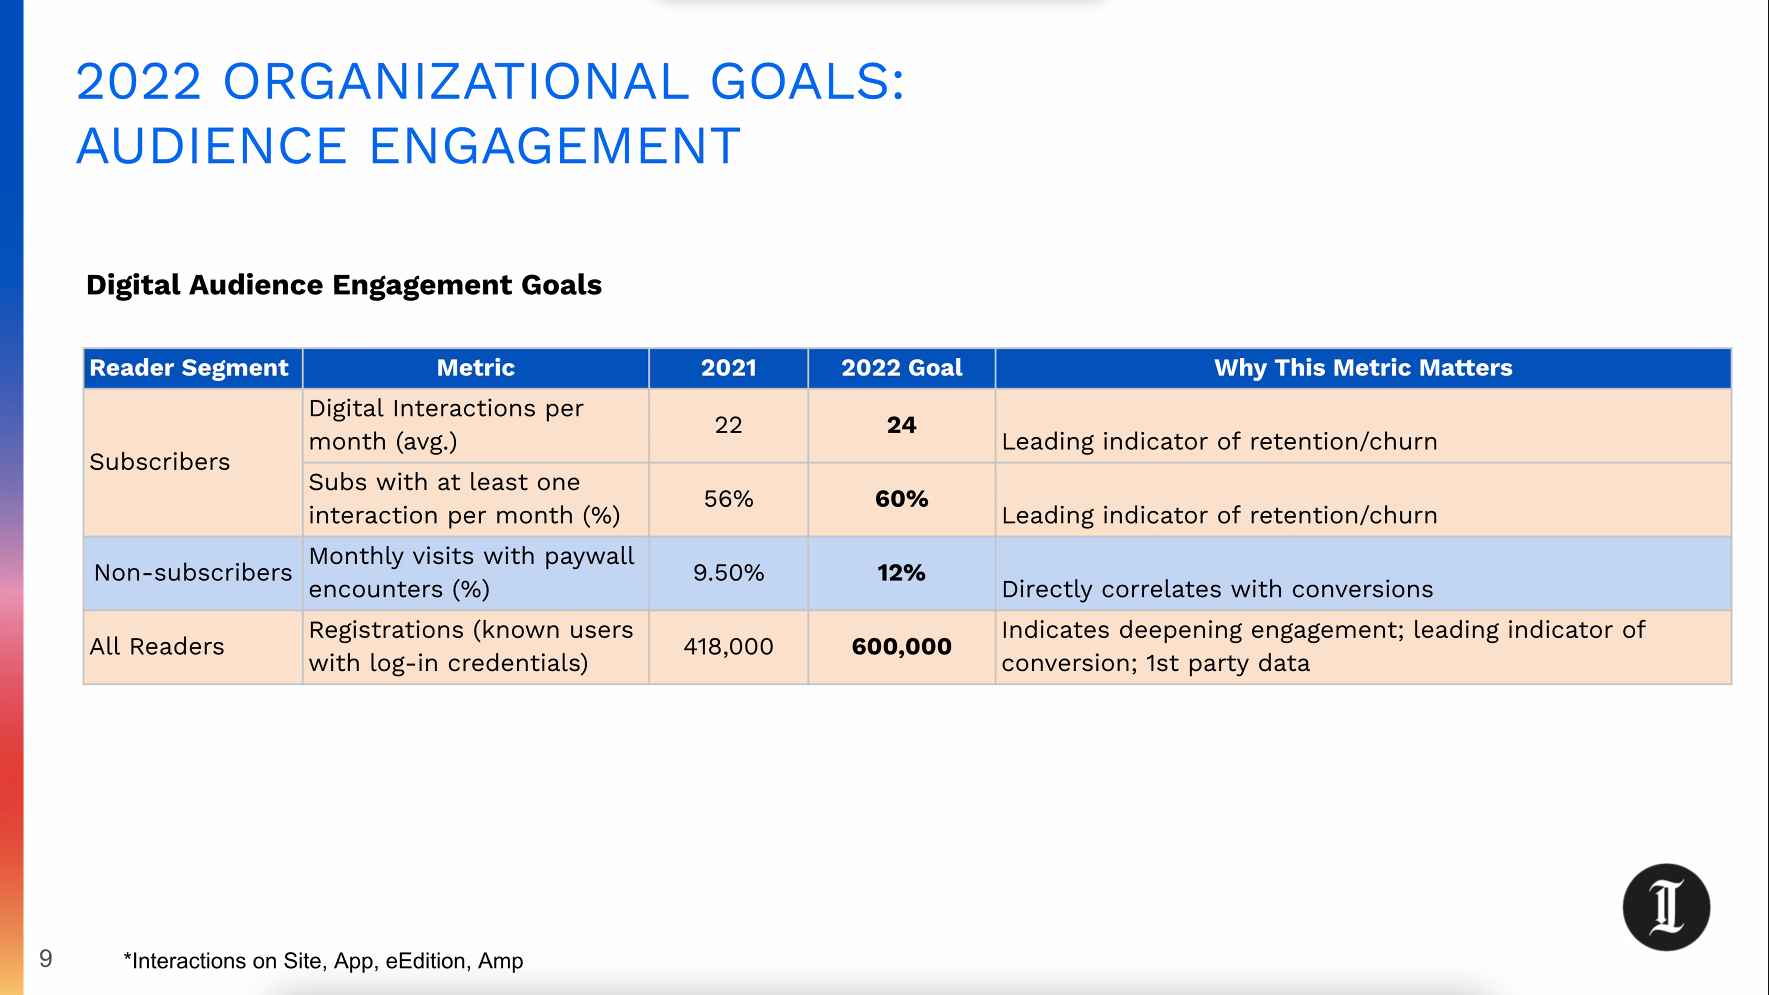 2022 ORGANIZATIONAL GOALS:
AUDIENCE ENGAGEMENT
Digital Audience Engagement Goals
Reader Segment Metric 2021 2022 Goal Why This Metric Matters
Subscribers
Digital Interactions per
month (avg.)
22
24
Leading indicator of retention/churn
Subs with at least one
interaction per month (%)
56%
60%
Leading indicator of retention/churn
Non-subscribers
Monthly visits with paywall
encounters (%)
9.50%
12%
Directly correlates with conversions
All Readers
Registrations (known users
with log-in credentials)
418,000
600,000
Indicates deepening engagement; leading indicator of
conversion; 1st party data
I
9
*Interactions on Site, App, eEdition, Amp